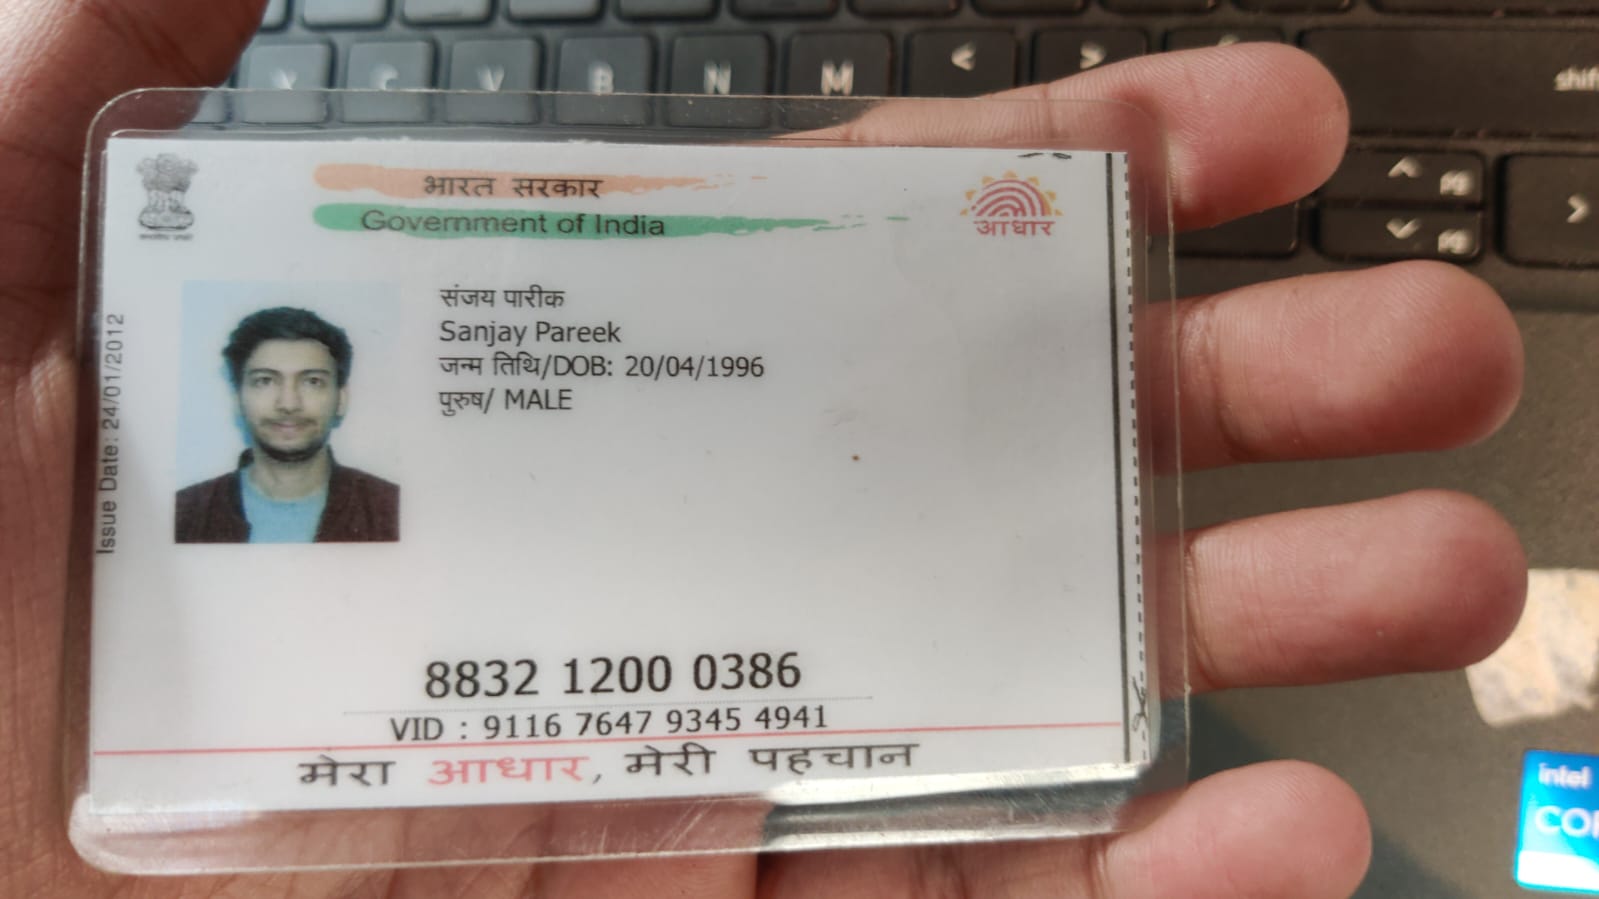 भारत सरकार
Government of India
आधार
संजय पारीक
Sanjay Pareek
जन्म तिथि/DOB: 20/04/1996
पुरुष/ MALE
Issue Date: 24/01/2012
8832 1200 0386
VID : 9116 7647 9345 4941
मेरा आधार, मेरी पहचान
C
V
B
N
M
<
>
intel